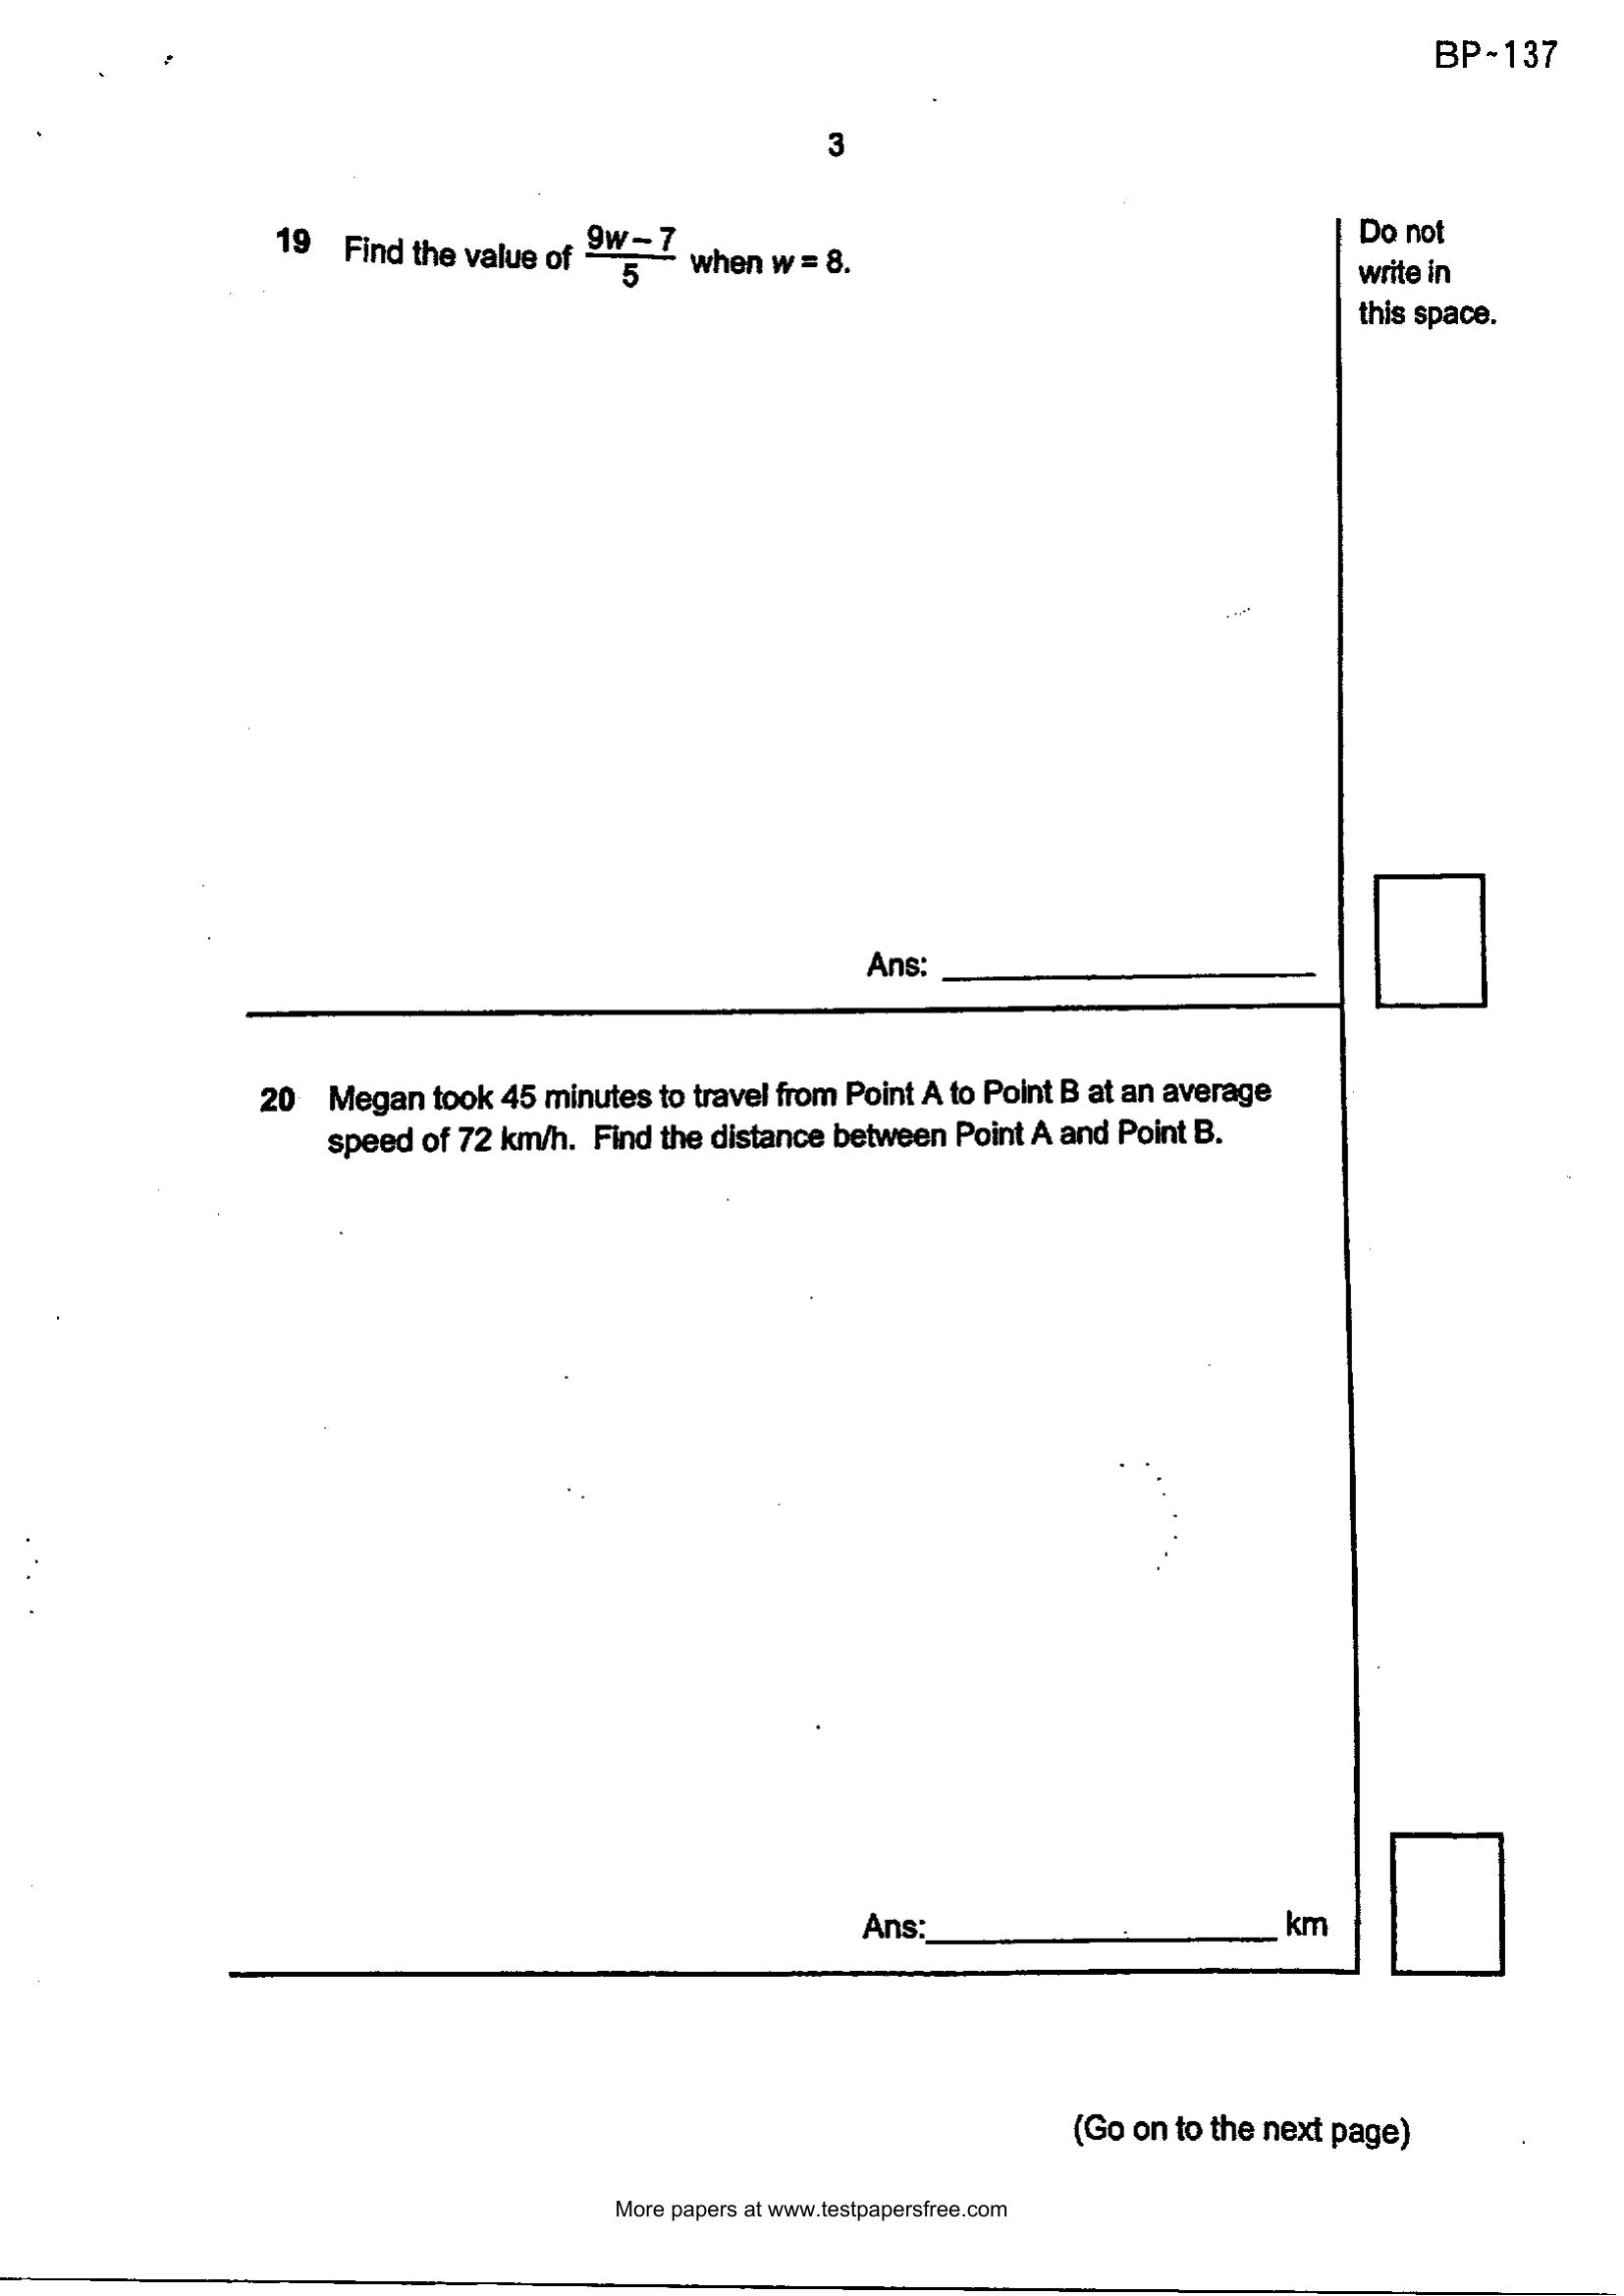 BP~137
3
19 Find the value of 9w – 7 / 5 when w = 8.
Do not
write in
this space.
Ans:
20 Megan took 45 minutes to travel from Point A to Point B at an average
speed of 72 km/h. Find the distance between Point A and Point B.
Ans: km
(Go on to the next page)
More papers at www.testpapersfree.com